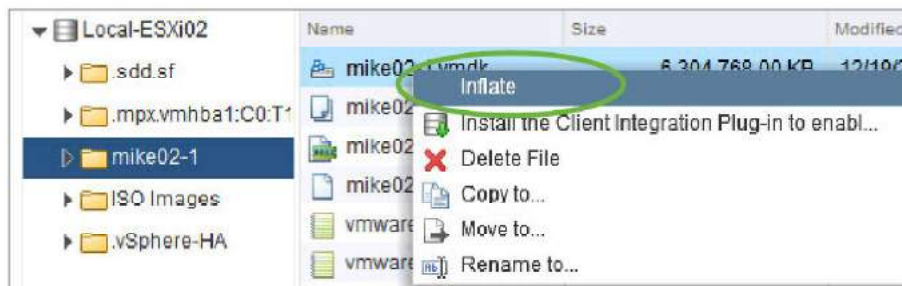 Local-ESXi02
.sdd.sf
.mpx.vmhba1:C0:T1
mike02-1
ISO Images
.vSphere-HA
Name Size Modified
mike02-1.vmdk 6,304,768.00 KB 12/19/
mike02
mike02
mike02
vmware
vmware
Inflate
Install the Client Integration Plug-in to enabl...
Delete File
Copy to...
Move to...
Rename to...